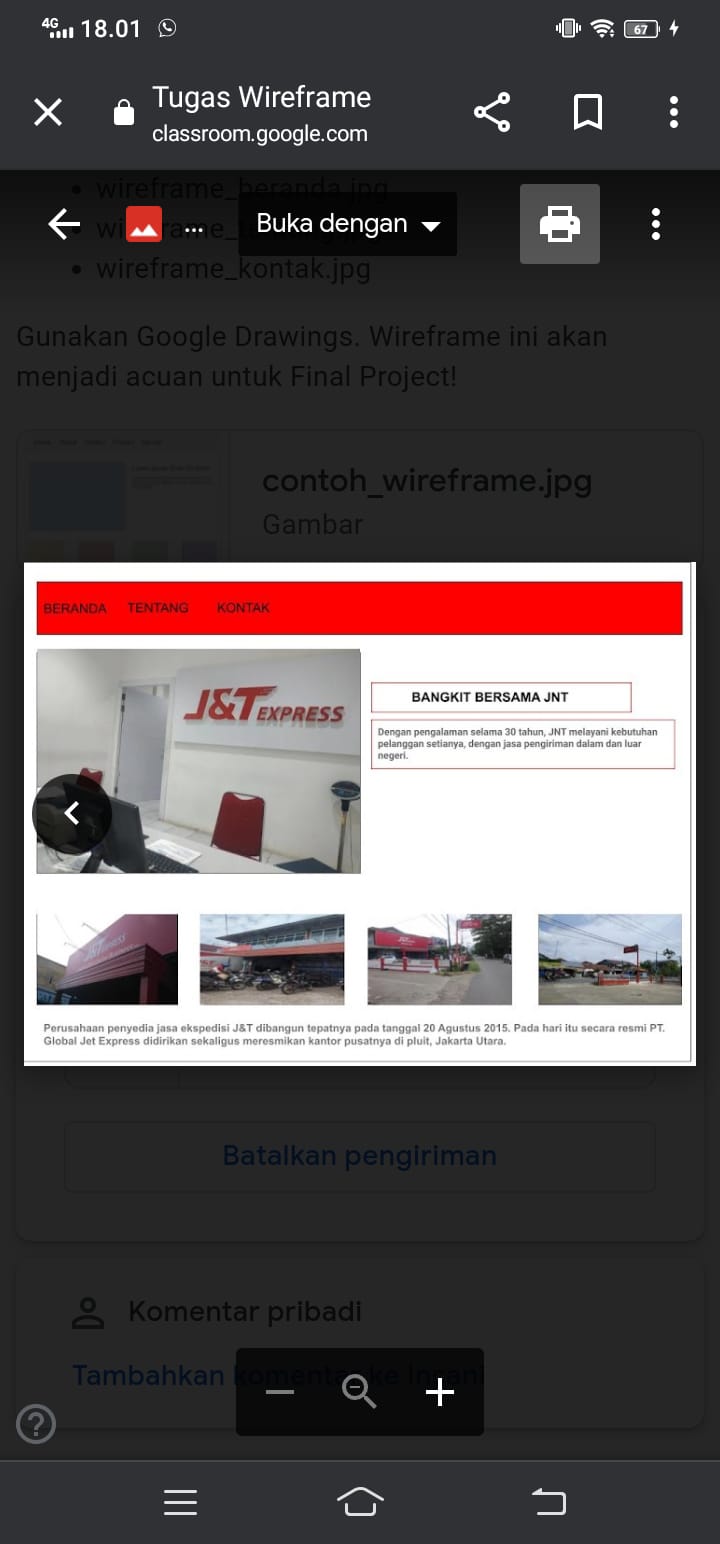 4G 18.01 67
Tugas Wireframe
classroom.google.com
wireframe_beranda.jpg
... Buka dengan
wireframe_kontak.jpg
Gunakan Google Drawings. Wireframe ini akan
menjadi acuan untuk Final Project!
contoh_wireframe.jpg
Gambar
BERANDA TENTANG KONTAK
J&T EXPRESS
BANGKIT BERSAMA JNT
Dengan pengalaman selama 30 tahun, JNT melayani kebutuhan
pelanggan setianya, dengan jasa pengiriman dalam dan luar
negeri.
J&T EXPRESS
J&T
Perusahaan penyedia jasa ekspedisi J&T dibangun tepatnya pada tanggal 20 Agustus 2015. Pada hari itu secara resmi PT.
Global Jet Express didirikan sekaligus meresmikan kantor pusatnya di pluit, Jakarta Utara.
Batalkan pengiriman
Komentar pribadi
Tambahkan komentar ke Insani